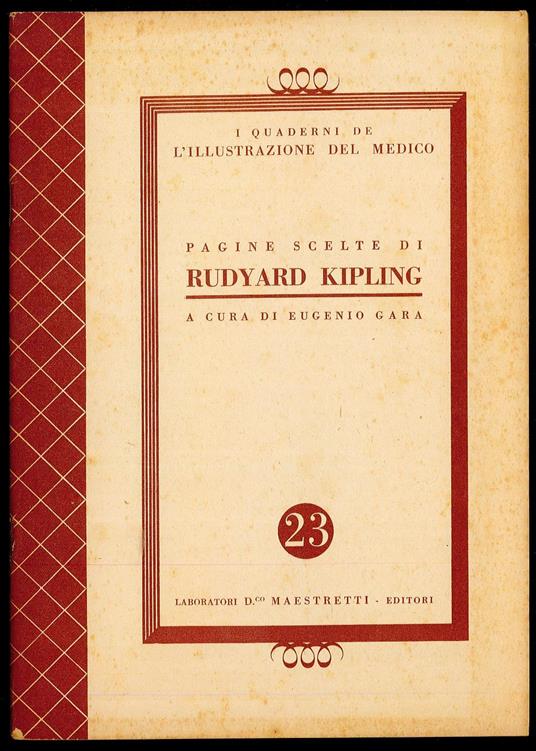 I QUADERNI DE
L'ILLUSTRAZIONE DEL MEDICO
PAGINE SCELTE DI
RUDYARD KIPLING
A CURA DI EUGENIO GARA
23
LABORATORI D.CO MAESTRETTI - EDITORI